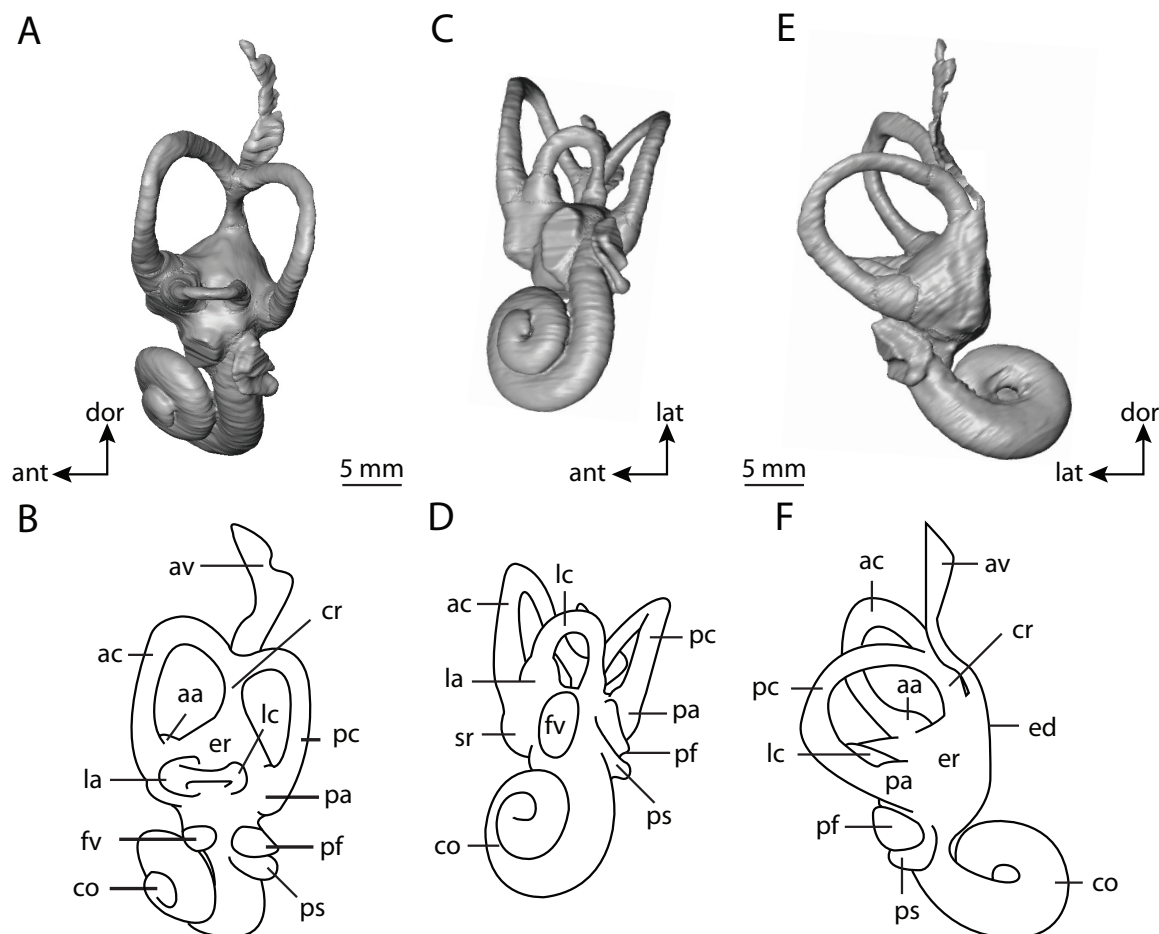 A
C
E
dor
ant
5 mm
lat
ant
5 mm
dor
lat
B
D
F
av
cr
ac
aa
lc
er
pc
la
pa
fv
pf
co
ps
lc
ac
pc
la
fv
pa
sr
pf
ps
co
ac
av
cr
pc
aa
ed
lc
er
pa
pf
ps
co